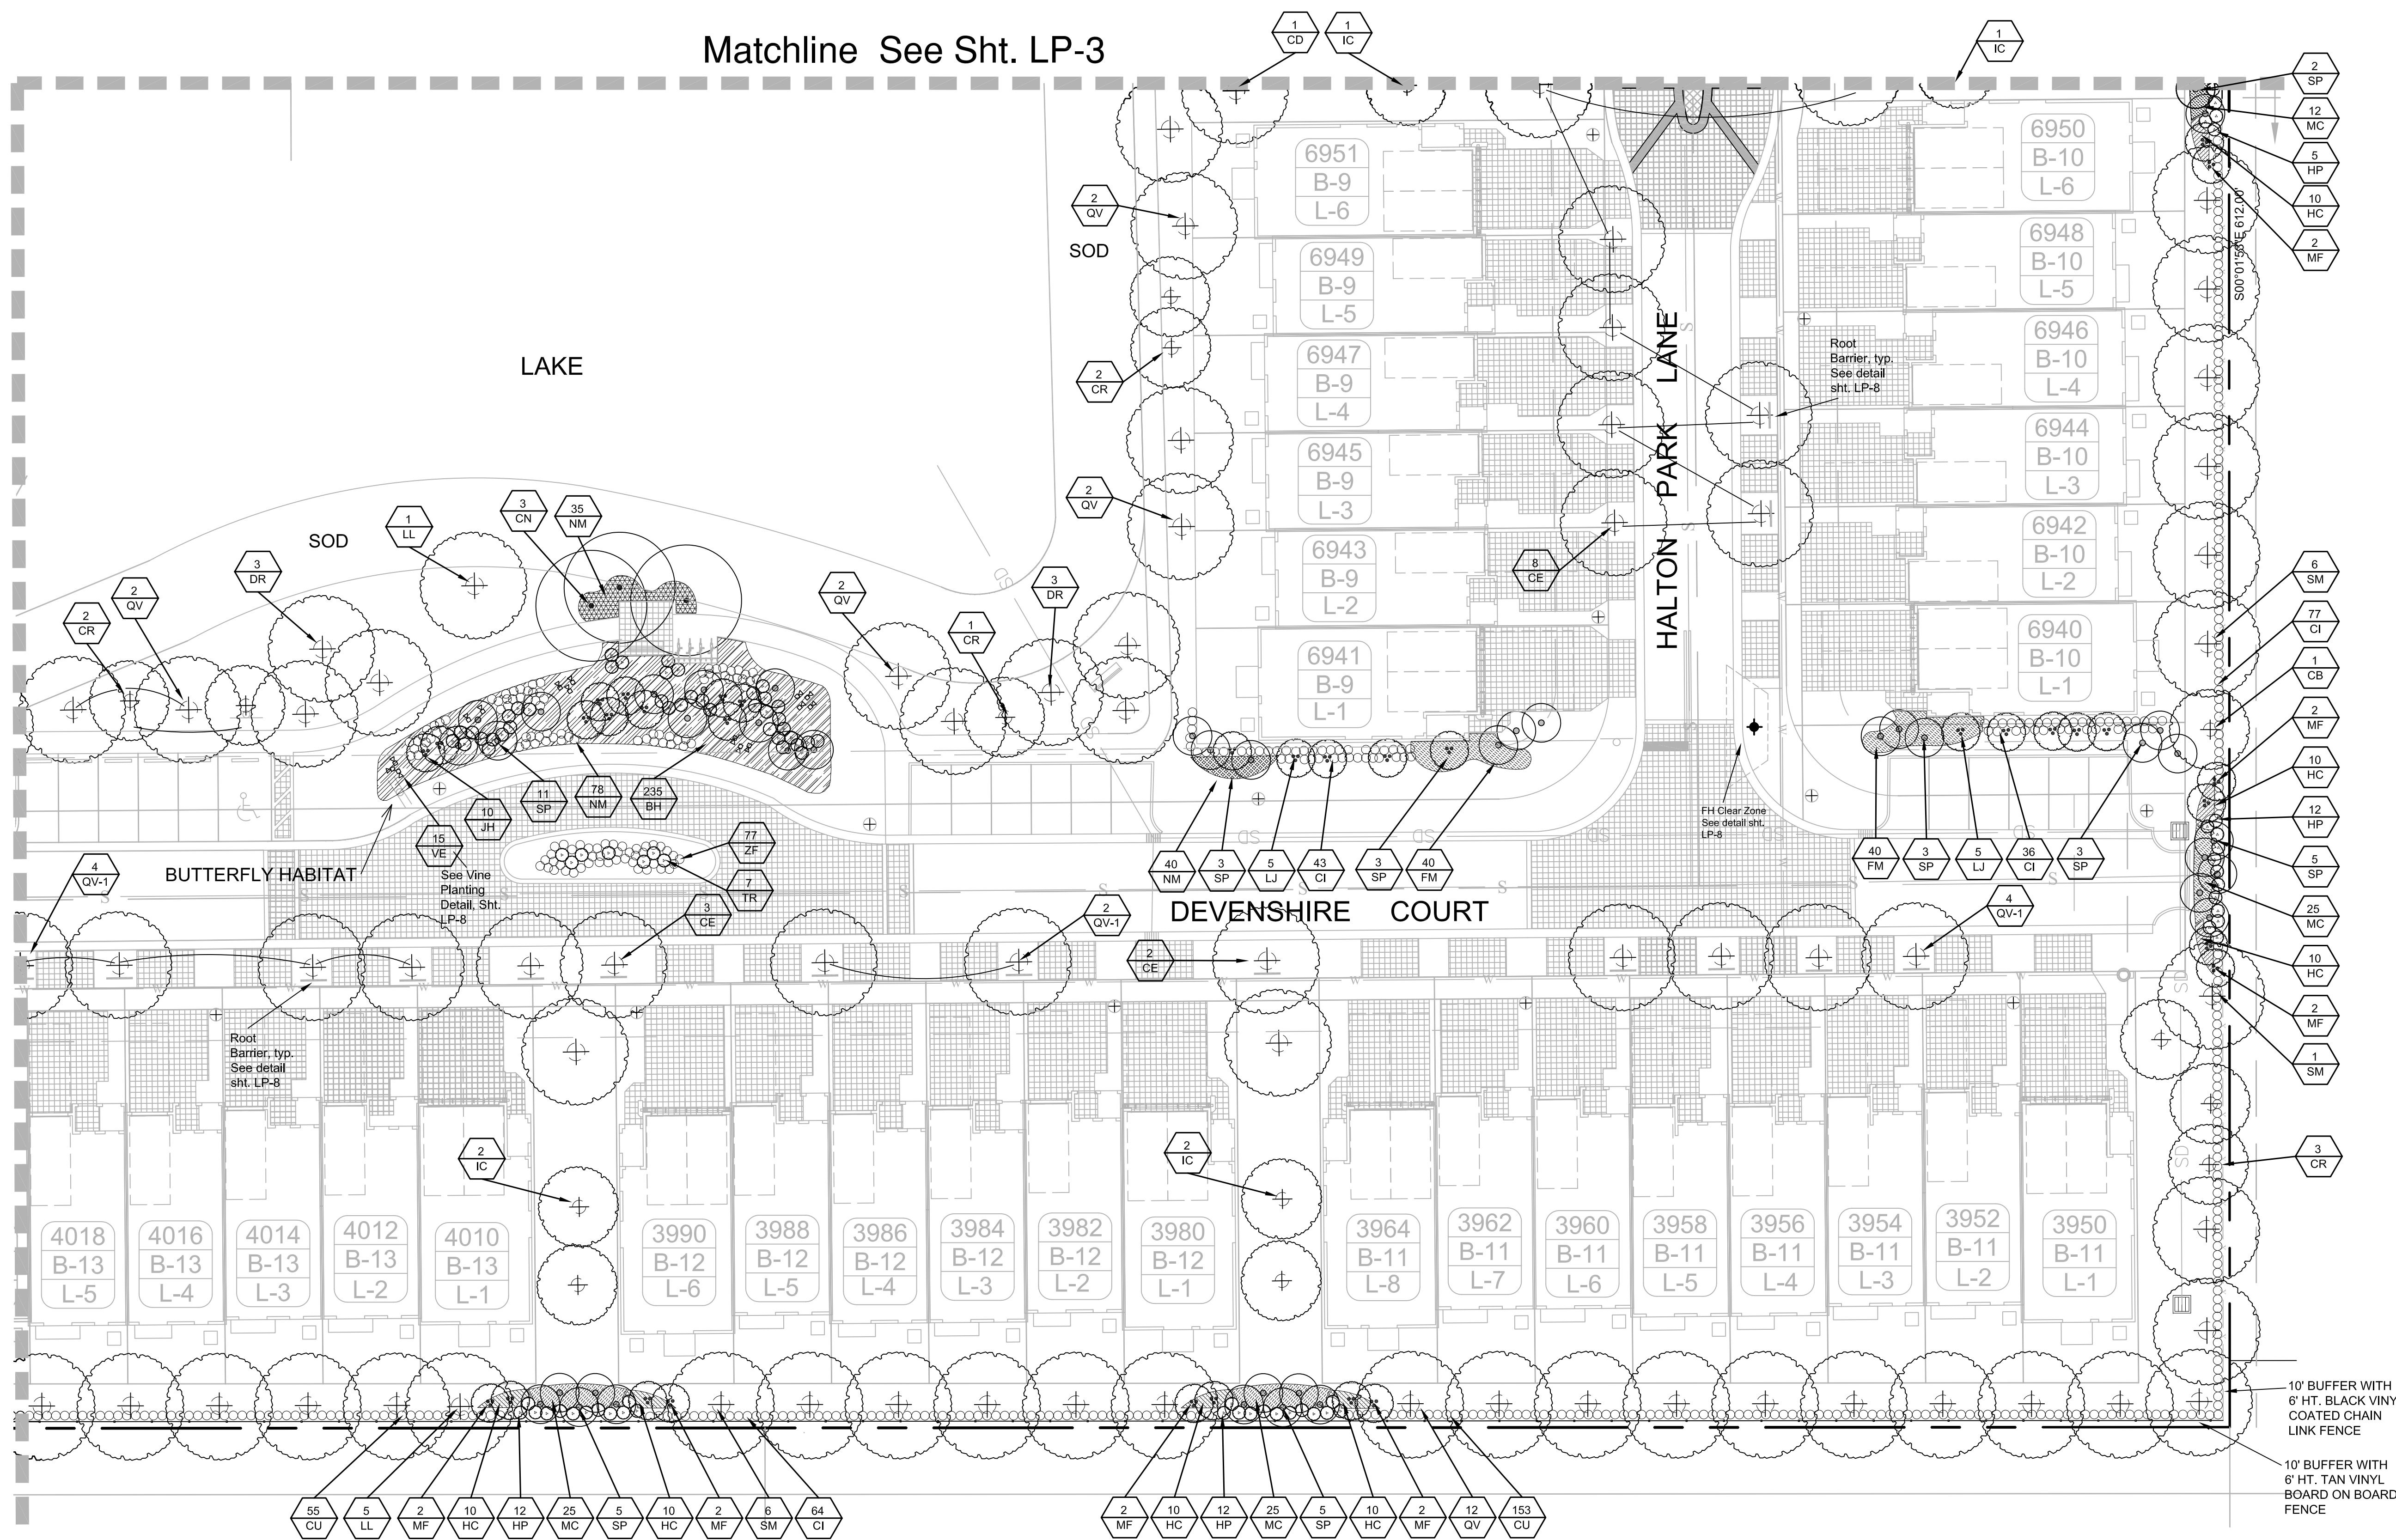 Matchline See Sht. LP-3
1
CD
1
IC
1
IC
2
SP
12
MC
5
HP
10
HC
2
MF
S00°01'53"E 612.00'
2
QV
SOD
2
CR
2
QV
LAKE
6951
B-9
L-6
6949
B-9
L-5
6947
B-9
L-4
6945
B-9
L-3
6943
B-9
L-2
6941
B-9
L-1
HALTON PARK LANE
8
CE
Root
Barrier, typ.
See detail
sht. LP-8
6950
B-10
L-6
6948
B-10
L-5
6946
B-10
L-4
6944
B-10
L-3
6942
B-10
L-2
6940
B-10
L-1
6
SM
77
CI
1
CB
2
MF
10
HC
12
HP
5
SP
25
MC
10
HC
2
MF
1
SM
3
CR
SOD
1
LL
3
CN
35
NM
3
DR
2
QV
2
CR
2
QV
1
CR
3
DR
SD
SD
10
JH
11
SP
78
NM
235
BH
15
VE
See Vine
Planting
Detail, Sht.
LP-8
BUTTERFLY HABITAT
77
ZF
7
TR
FH Clear Zone
See detail sht.
LP-8
40
NM
3
SP
5
LJ
43
CI
3
SP
40
FM
40
FM
3
SP
5
LJ
36
CI
3
SP
SD
SD
SD
SD
SD
SD
SD
S
S
S
S
S
S
S
DEVENSHIRE COURT
4
QV-1
3
CE
2
QV-1
2
CE
4
QV-1
Root
Barrier, typ.
See detail
sht. LP-8
2
IC
2
IC
4018
B-13
L-5
4016
B-13
L-4
4014
B-13
L-3
4012
B-13
L-2
4010
B-13
L-1
3990
B-12
L-6
3988
B-12
L-5
3986
B-12
L-4
3984
B-12
L-3
3982
B-12
L-2
3980
B-12
L-1
3964
B-11
L-8
3962
B-11
L-7
3960
B-11
L-6
3958
B-11
L-5
3956
B-11
L-4
3954
B-11
L-3
3952
B-11
L-2
3950
B-11
L-1
10' BUFFER WITH
6' HT. BLACK VINY
COATED CHAIN
LINK FENCE
10' BUFFER WITH
6' HT. TAN VINYL
BOARD ON BOARD
FENCE
55
CU
5
LL
2
MF
10
HC
12
HP
25
MC
5
SP
10
HC
2
MF
6
SM
64
CI
2
MF
10
HC
12
HP
25
MC
5
SP
10
HC
2
MF
12
QV
153
CU